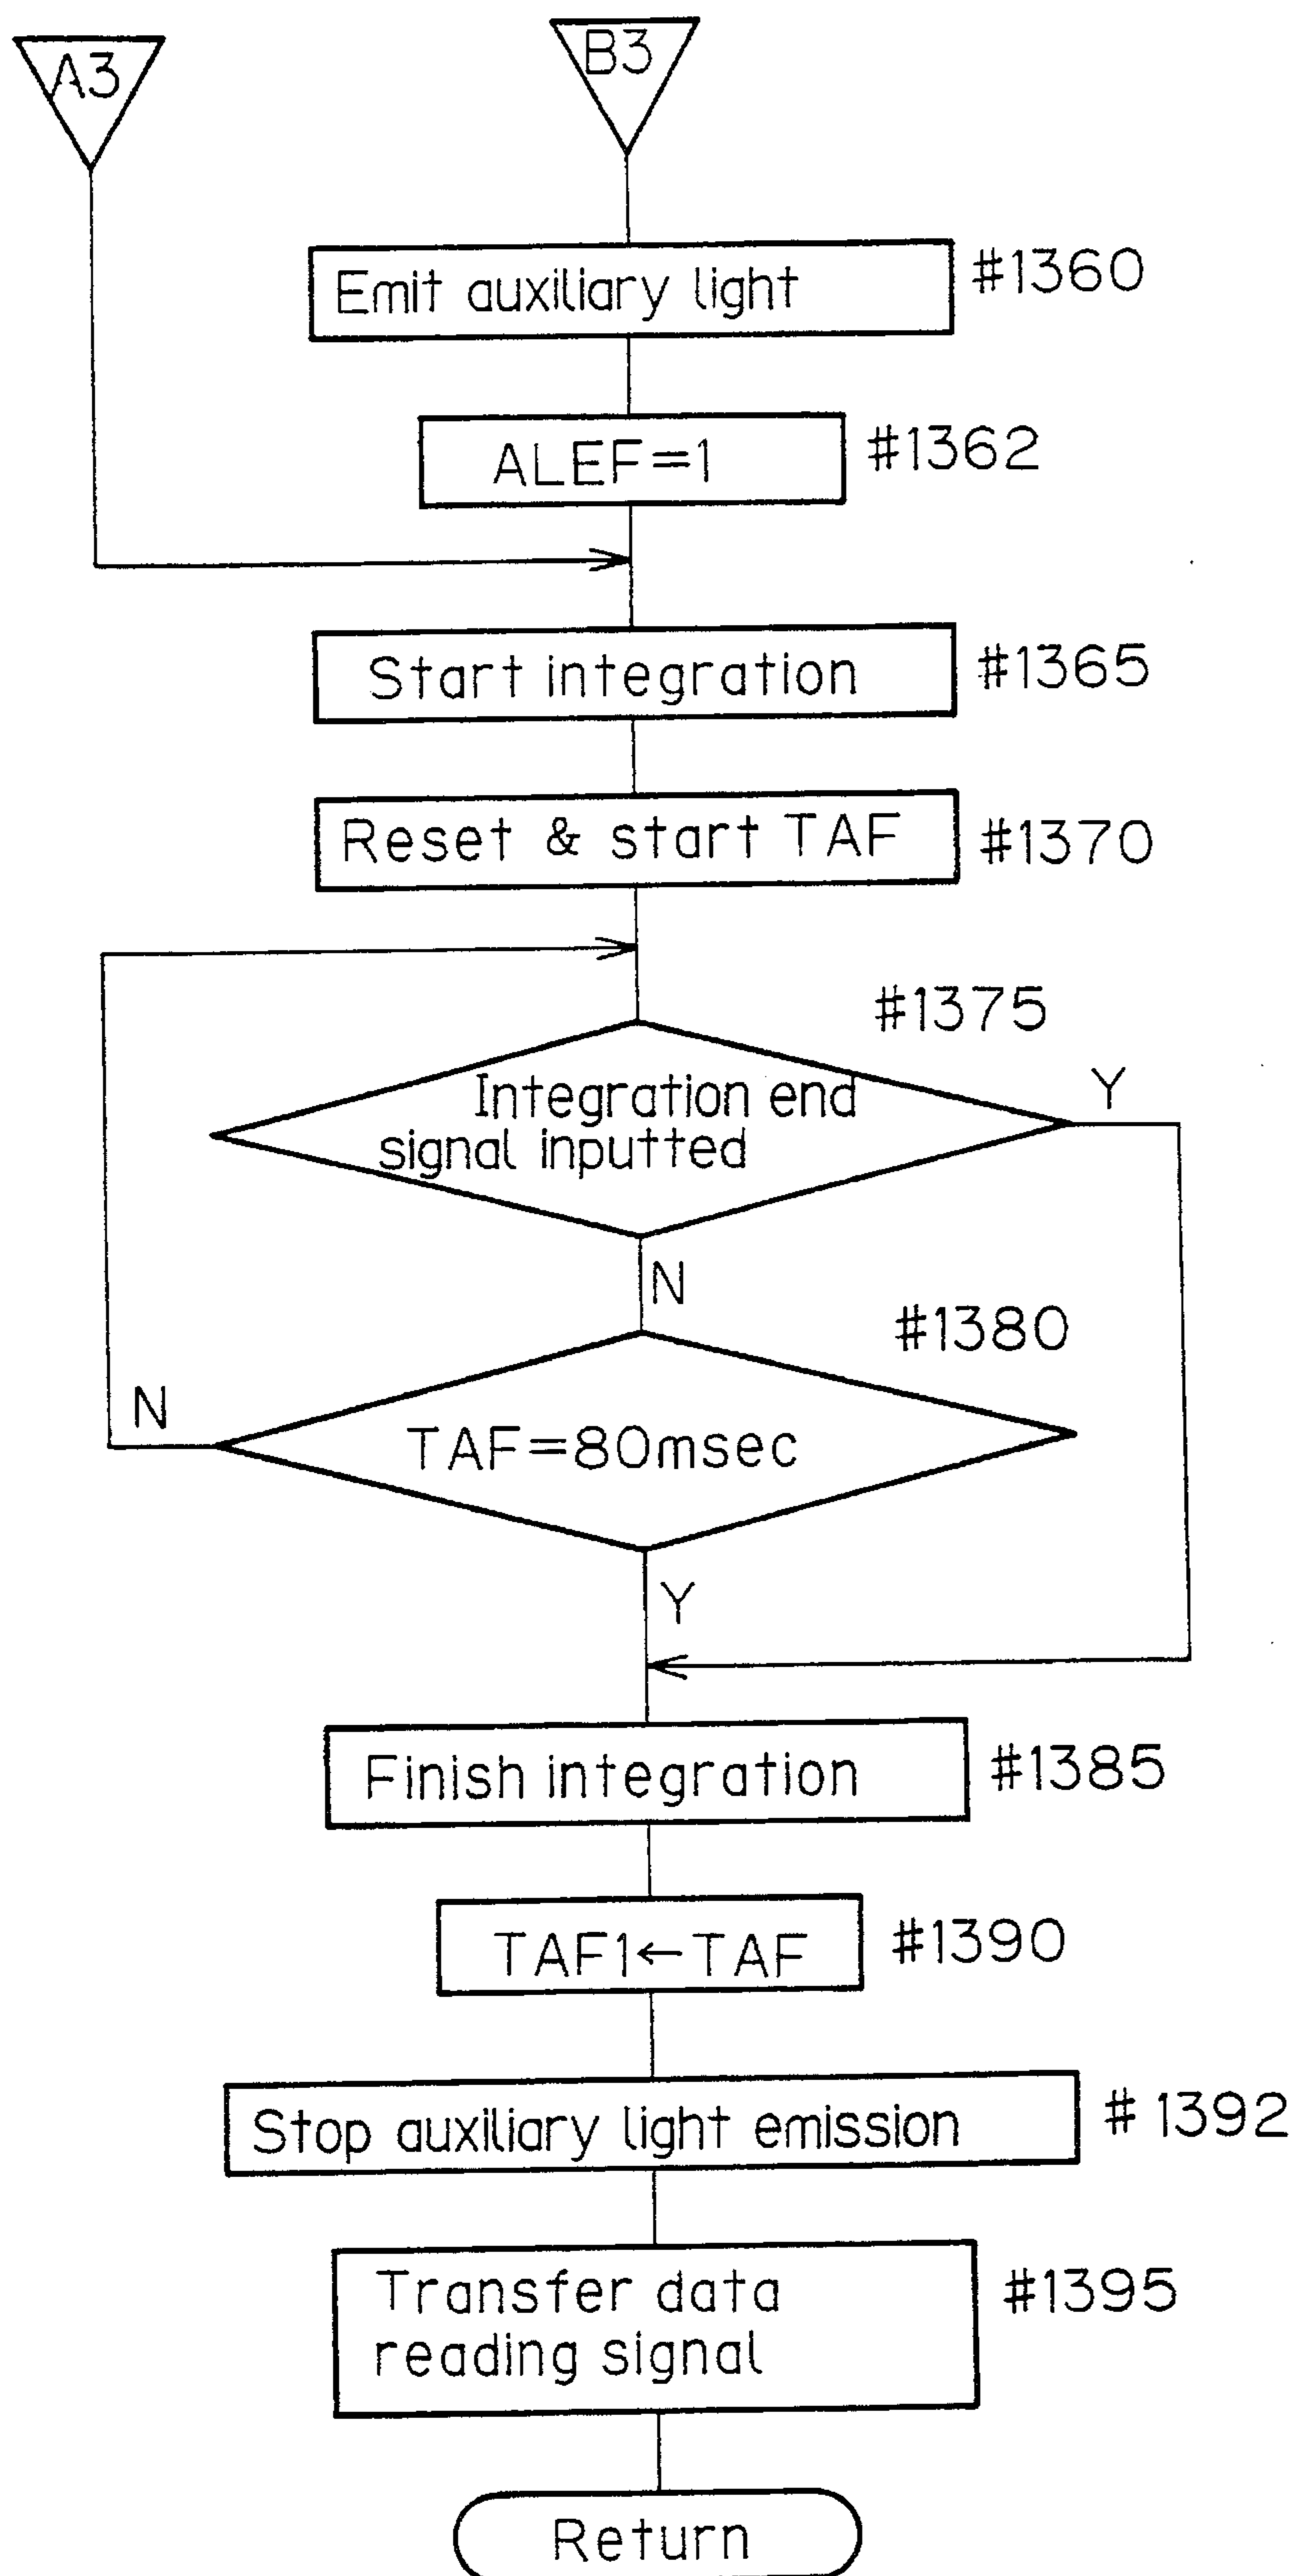 A3
B3
Emit auxiliary light
#1360
ALEF=1
#1362
Start integration
#1365
Reset & start TAF
#1370
#1375
Integration end
signal inputted
Y
N
#1380
N
TAF=80msec
Y
Finish integration
#1385
TAF1←TAF
#1390
Stop auxiliary light emission
# 1392
Transfer data
reading signal
#1395
Return